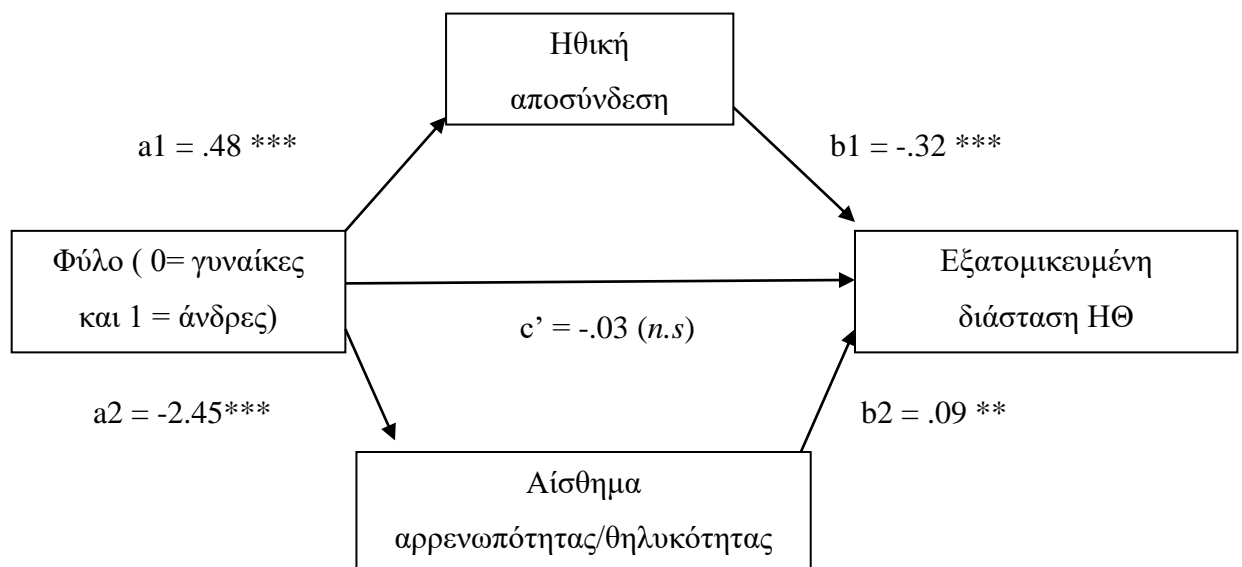 Ηθική
αποσύνδεση
a1 = .48 ***
b1 = -.32 ***
Φύλο ( 0= γυναίκες
και 1 = άνδρες)
Εξατομικευμένη
διάσταση ΗΘ
c’ = -.03 (n.s)
a2 = -2.45***
b2 = .09 **
Αίσθημα
αρρενωπότητας/θηλυκότητας